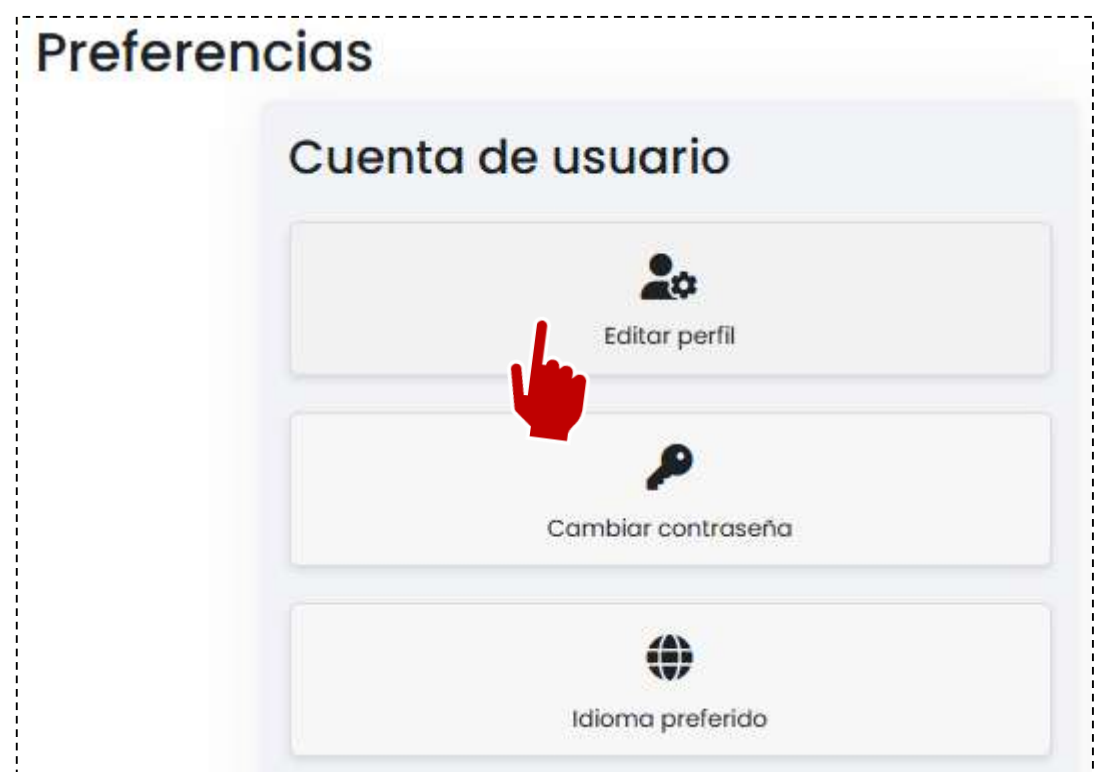 Preferencias
Cuenta de usuario
Editar perfil
Cambiar contraseña
Idioma preferido